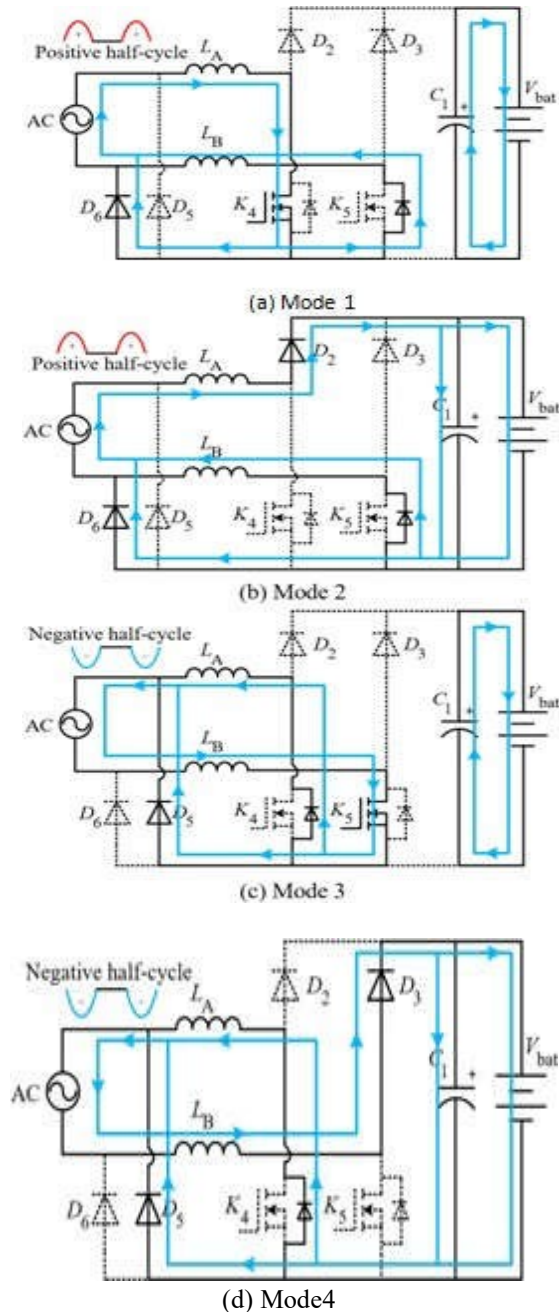 + +
Positive half-cycle
L_A
D_2 D_3
AC
L_B
C_1 +
V_bat
D_6 D_5
K_4 K_5
(a) Mode 1
+ +
Positive half-cycle
L_A
D_2 D_3
AC
L_B
C_1 +
V_bat
D_6 D_5
K_4 K_5
(b) Mode 2
Negative half-cycle
- -
L_A
D_2 D_3
AC
L_B
C_1 +
V_bat
D_6 D_5
K_4 K_5
(c) Mode 3
Negative half-cycle
- -
L_A
D_2 D_3
AC
L_B
C_1 +
V_bat
D_6 D_5
K_4 K_5
(d) Mode4